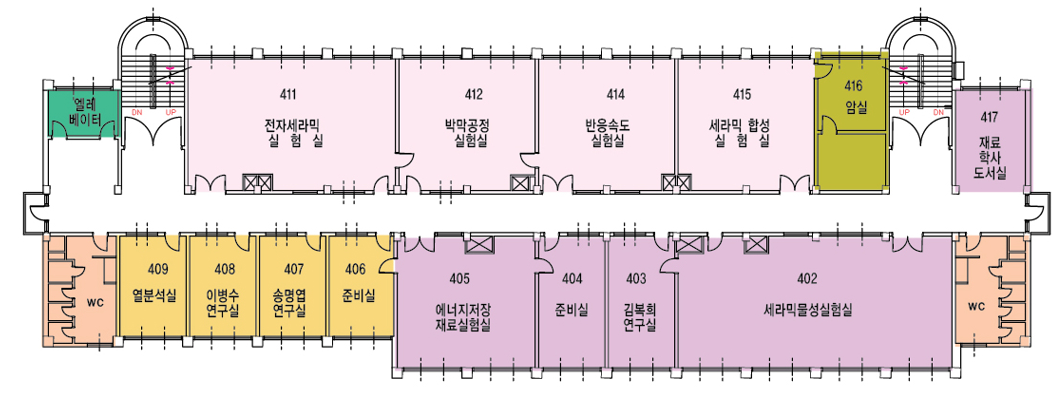 엘레
베이터
DN
UP
411
전자세라믹
실 험 실
412
박막공정
실험실
414
반응속도
실험실
415
세라믹 합성
실 험 실
416
암실
UP
DN
417
재료
학사
도서실
WC
409
열분석실
408
이병수
연구실
407
송명엽
연구실
406
준비실
405
에너지저장
재료실험실
404
준비실
403
김복희
연구실
402
세라믹물성실험실
WC